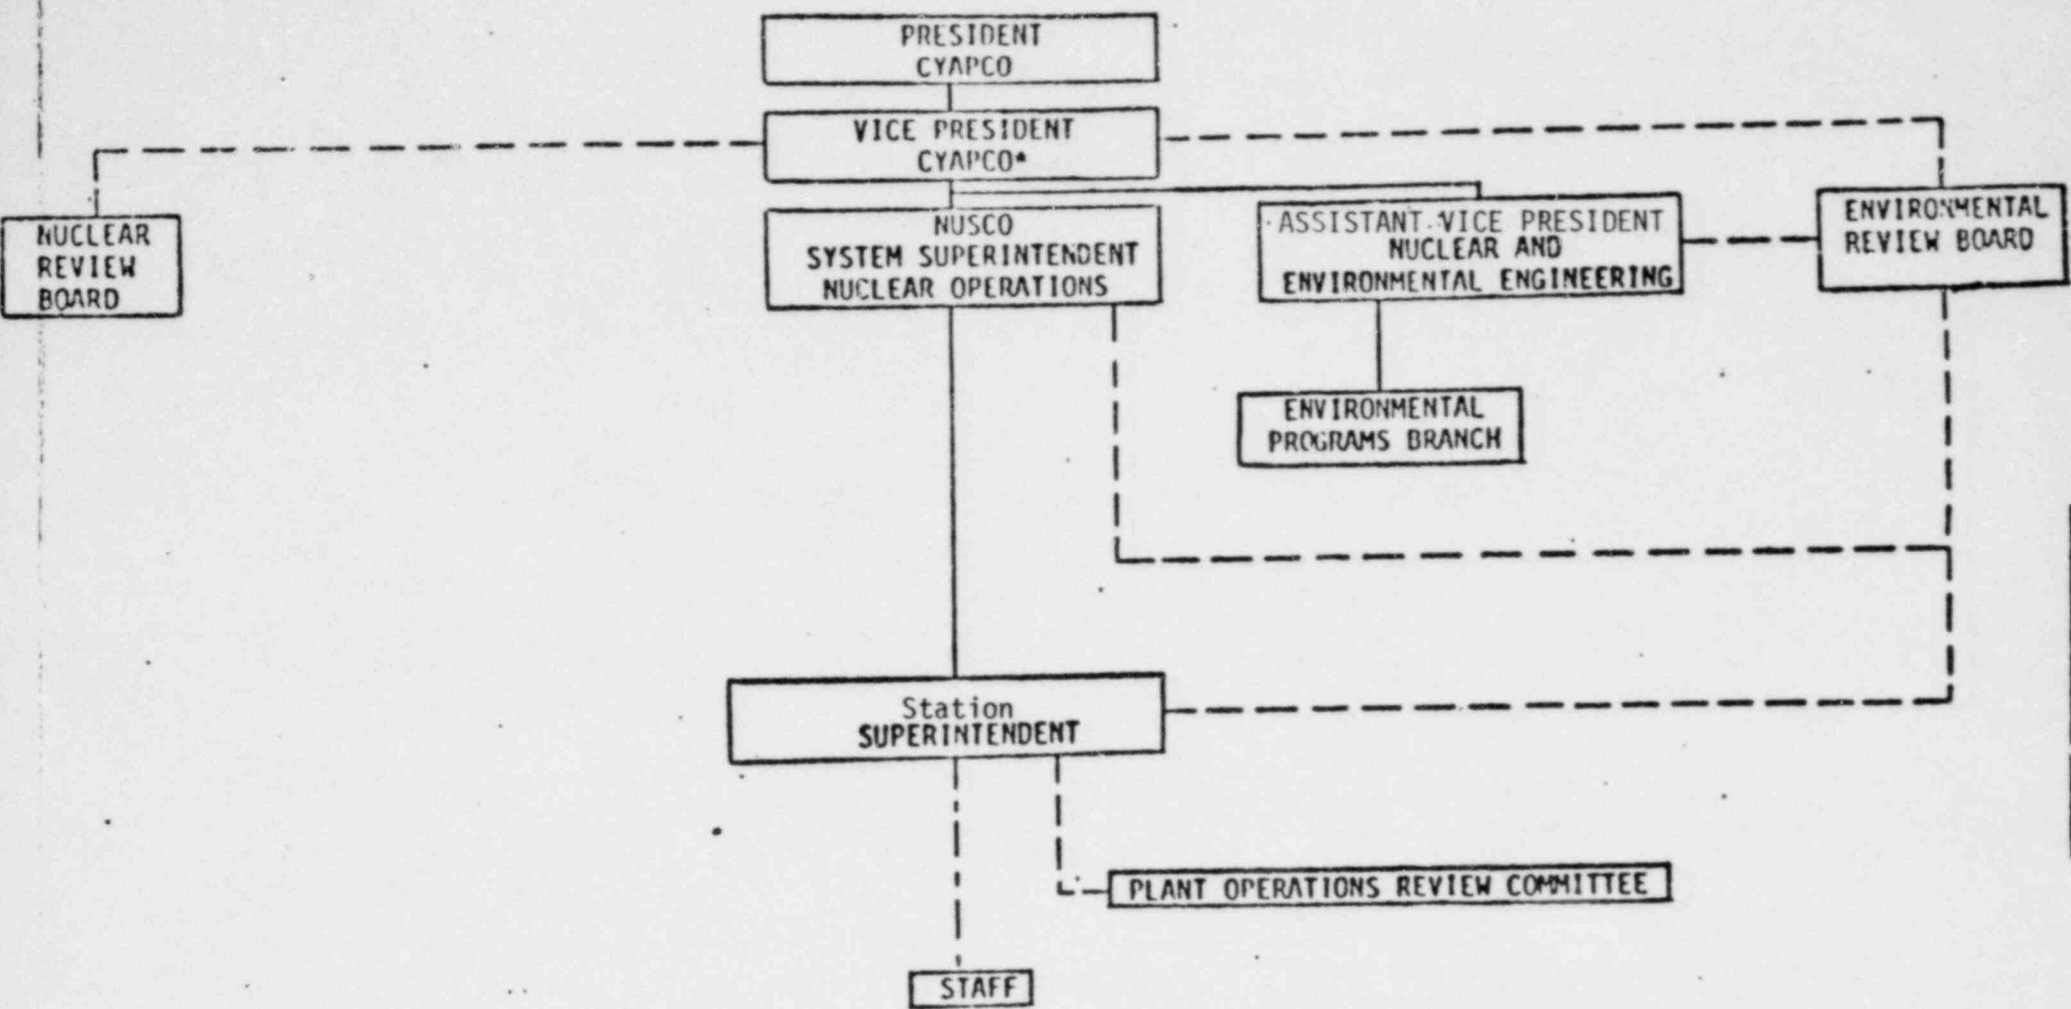 PRESIDENT
CYAPCO
VICE PRESIDENT
CYAPCO*
NUCLEAR
REVIEW
BOARD
NUSCO
SYSTEM SUPERINTENDENT
NUCLEAR OPERATIONS
ASSISTANT VICE PRESIDENT
NUCLEAR AND
ENVIRONMENTAL ENGINEERING
ENVIRONMENTAL
REVIEW BOARD
ENVIRONMENTAL
PROGRAMS BRANCH
Station
SUPERINTENDENT
PLANT OPERATIONS REVIEW COMMITTEE
STAFF